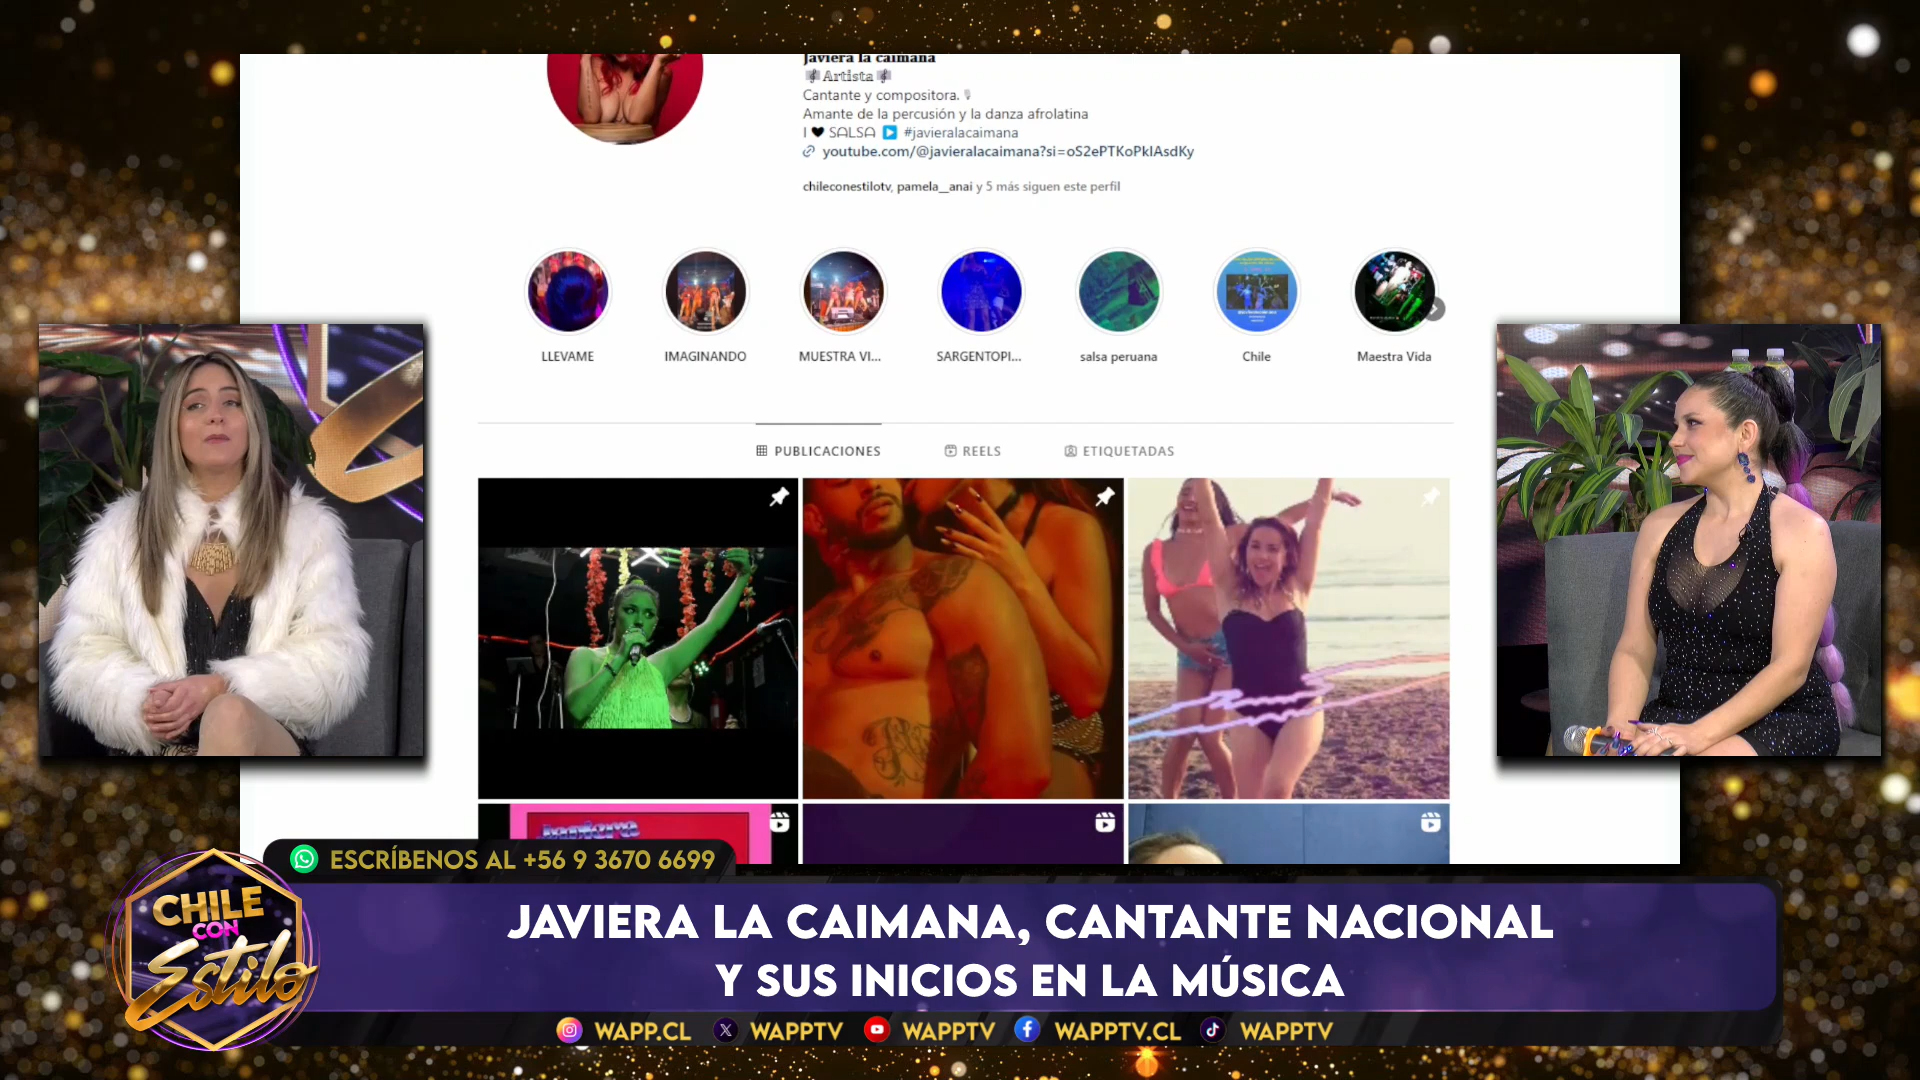 Javiera la caimana
🎼 Artista 🎼
Cantante y compositora. 🎙
Amante de la percusión y la danza afrolatina
I 🖤 SALSA ▶️ #javieralacaimana
youtube.com/@javieralacaimana?si=oS2ePTKoPkIAsdKy
chileconestilotv, pamela__anai y 5 más siguen este perfil
LLEVAME
IMAGINANDO
MUESTRA VI...
SARGENTOPI...
salsa peruana
Chile
Maestra Vida
PUBLICACIONES
REELS
ETIQUETADAS
ESCRÍBENOS AL +56 9 3670 6699
CHILE
CON
Estilo
JAVIERA LA CAIMANA, CANTANTE NACIONAL
Y SUS INICIOS EN LA MÚSICA
WAPP.CL WAPPTV WAPPTV WAPPTV.CL WAPPTV